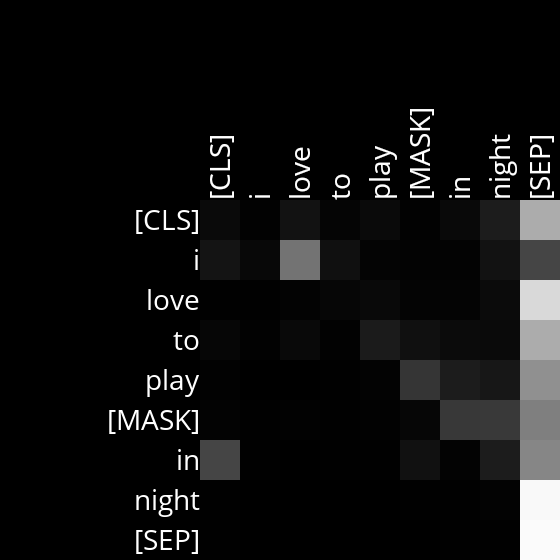 [CLS]
i
love
to
play
[MASK]
in
night
[SEP]
[CLS]
i
love
to
play
[MASK]
in
night
[SEP]